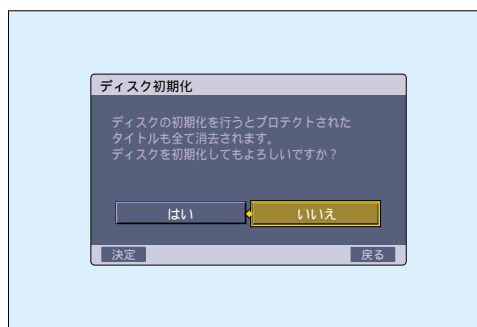 ディスク初期化
ディスクの初期化を行うとプロテクトされた
タイトルも全て消去されます。
ディスクを初期化してもよろしいですか？
はい いいえ
決定 戻る